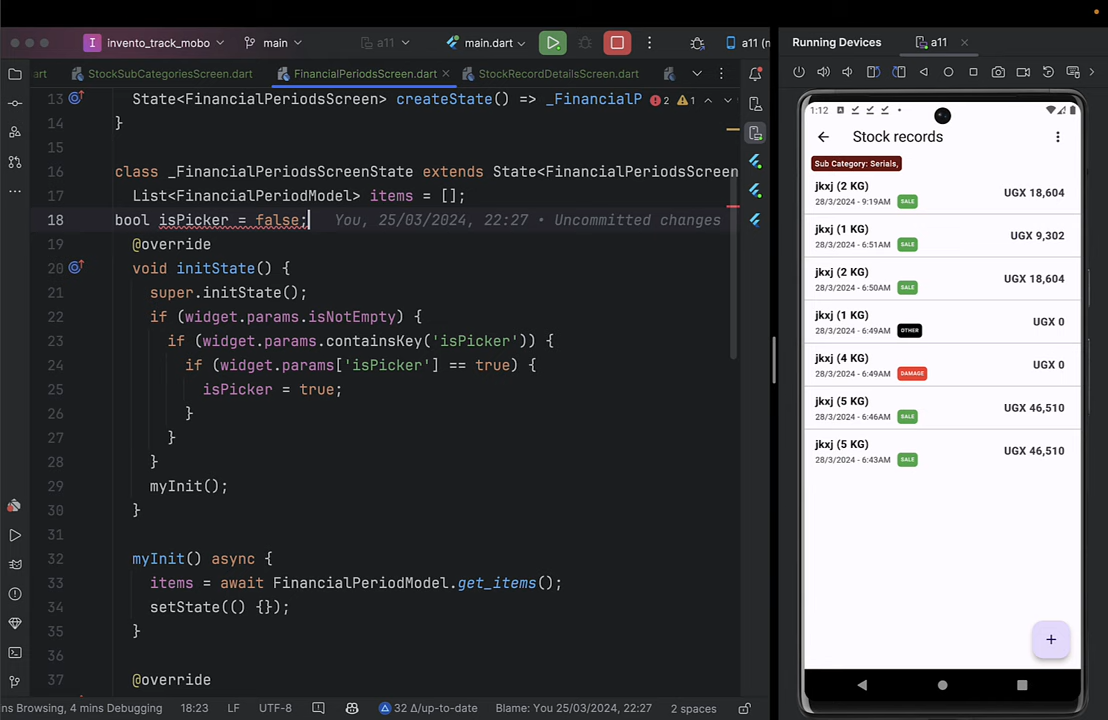 invento_track_mobo
main
a11
main.dart
a11 (n
Running Devices
a11
art
StockSubCategoriesScreen.dart
FinancialPeriodsScreen.dart
StockRecordDetailsScreen.dart
13 State<FinancialPeriodsScreen> createState() => _FinancialP
2 1
14 }
15
16 class _FinancialPeriodsScreenState extends State<FinancialPeriodsScreen
17 List<FinancialPeriodModel> items = [];
18 bool isPicker = false; You, 25/03/2024, 22:27 • Uncommitted changes
19 @override
20 void initState() {
21 super.initState();
22 if (widget.params.isNotEmpty) {
23 if (widget.params.containsKey('isPicker')) {
24 if (widget.params['isPicker'] == true) {
25 isPicker = true;
26 }
27 }
28 }
29 myInit();
30 }
31
32 myInit() async {
33 items = await FinancialPeriodModel.get_items();
34 setState(() {});
35 }
36
37 @override
ns Browsing, 4 mins Debugging
18:23
LF
UTF-8
32 Δ/up-to-date
Blame: You 25/03/2024, 22:27
2 spaces
1:12
Stock records
Sub Category: Serials,
jkxj (2 KG)
28/3/2024 - 9:19AM SALE
UGX 18,604
jkxj (1 KG)
28/3/2024 - 6:51AM SALE
UGX 9,302
jkxj (2 KG)
28/3/2024 - 6:50AM SALE
UGX 18,604
jkxj (1 KG)
28/3/2024 - 6:49AM OTHER
UGX 0
jkxj (4 KG)
28/3/2024 - 6:49AM DAMAGE
UGX 0
jkxj (5 KG)
28/3/2024 - 6:46AM SALE
UGX 46,510
jkxj (5 KG)
28/3/2024 - 6:43AM SALE
UGX 46,510
+